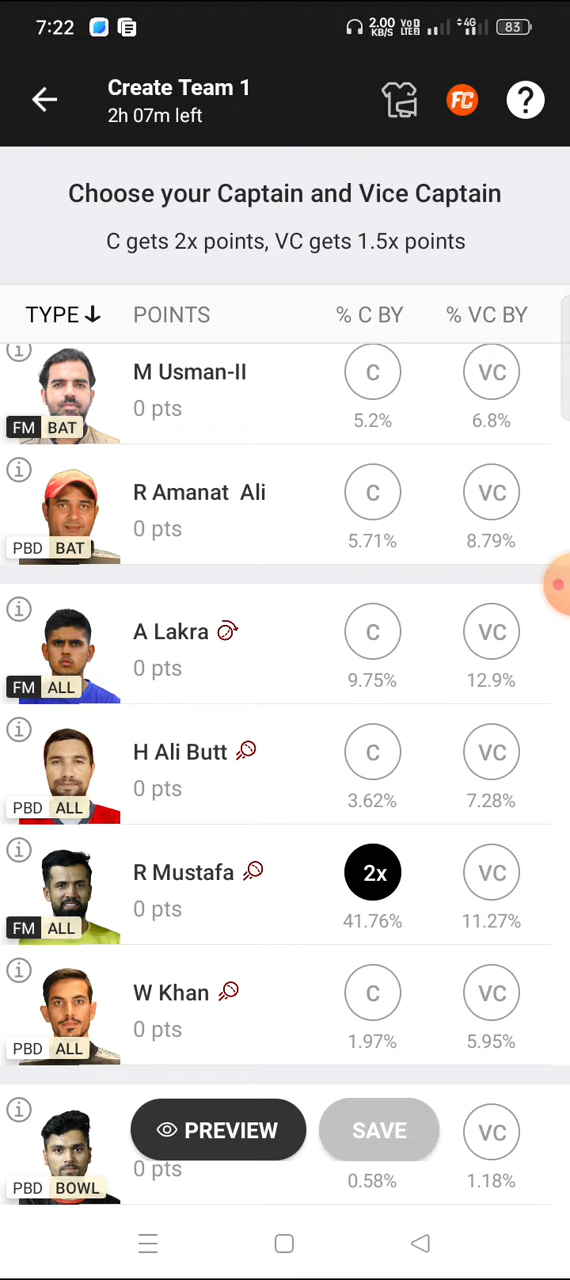 7:22 2.00 KB/S VoD LTE2 4G 83
Create Team 1
2h 07m left
FC ?
Choose your Captain and Vice Captain
C gets 2x points, VC gets 1.5x points
TYPE POINTS % C BY % VC BY
M Usman-II C VC
0 pts 5.2% 6.8%
FM BAT
R Amanat Ali C VC
0 pts 5.71% 8.79%
PBD BAT
A Lakra C VC
0 pts 9.75% 12.9%
FM ALL
H Ali Butt C VC
0 pts 3.62% 7.28%
PBD ALL
R Mustafa 2x VC
0 pts 41.76% 11.27%
FM ALL
W Khan C VC
0 pts 1.97% 5.95%
PBD ALL
PREVIEW SAVE VC
0 pts 0.58% 1.18%
PBD BOWL